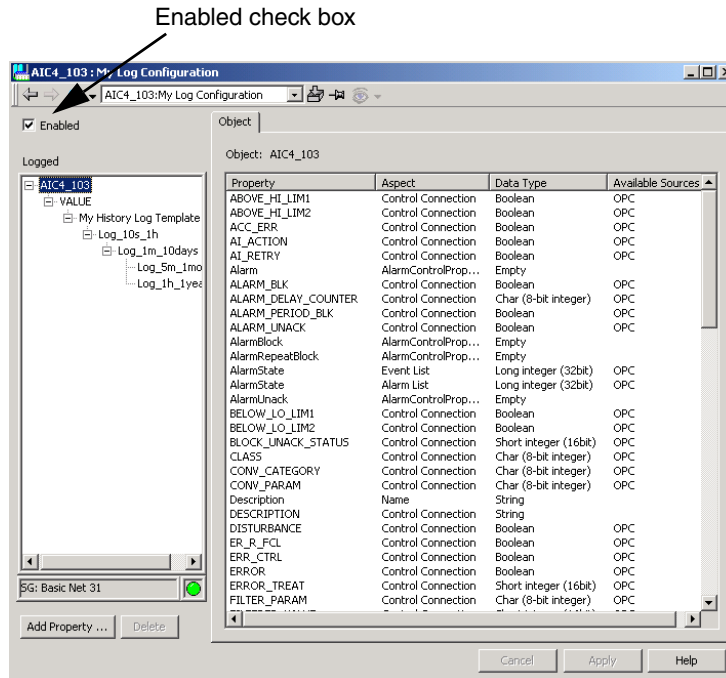 Enabled check box
AIC4_103 : My Log Configuration
AIC4_103:My Log Configuration
Enabled
Object
Logged
Object: AIC4_103
AIC4_103
VALUE
My History Log Template
Log_10s_1h
Log_1m_10days
Log_5m_1mo
Log_1h_1yea
Property Aspect Data Type Available Sources
ABOVE_HI_LIM1 Control Connection Boolean OPC
ABOVE_HI_LIM2 Control Connection Boolean OPC
ACC_ERR Control Connection Boolean OPC
AI_ACTION Control Connection Boolean OPC
AI_RETRY Control Connection Boolean OPC
Alarm AlarmControlProp... Empty
ALARM_BLK Control Connection Boolean OPC
ALARM_DELAY_COUNTER Control Connection Char (8-bit integer) OPC
ALARM_PERIOD_BLK Control Connection Boolean OPC
ALARM_UNACK Control Connection Boolean OPC
AlarmBlock AlarmControlProp... Empty
AlarmRepeatBlock AlarmControlProp... Empty
AlarmState Event List Long integer (32bit) OPC
AlarmState Alarm List Long integer (32bit) OPC
AlarmUnack AlarmControlProp... Empty
BELOW_LO_LIM1 Control Connection Boolean OPC
BELOW_LO_LIM2 Control Connection Boolean OPC
BLOCK_UNACK_STATUS Control Connection Short integer (16bit) OPC
CLASS Control Connection Char (8-bit integer) OPC
CONV_CATEGORY Control Connection Char (8-bit integer) OPC
CONV_PARAM Control Connection Char (8-bit integer) OPC
Description Name String
DESCRIPTION Control Connection String
DISTURBANCE Control Connection Boolean OPC
ER_R_FCL Control Connection Boolean OPC
ERR_CTRL Control Connection Boolean OPC
ERROR Control Connection Boolean OPC
ERROR_TREAT Control Connection Short integer (16bit) OPC
FILTER_PARAM Control Connection Char (8-bit integer) OPC
SG: Basic Net 31
Add Property ... Delete
Cancel Apply Help